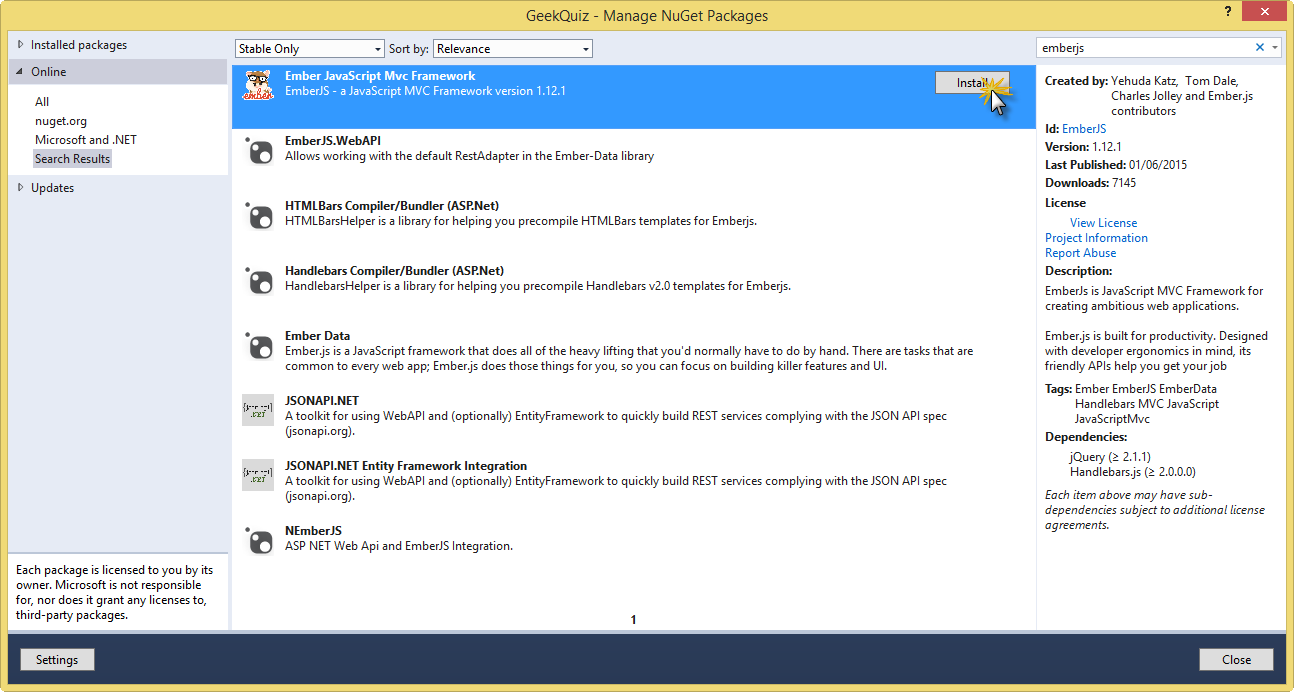 GeekQuiz - Manage NuGet Packages
?
Installed packages
Online
All
nuget.org
Microsoft and .NET
Search Results
Updates
Each package is licensed to you by its
owner. Microsoft is not responsible
for, nor does it grant any licenses to,
third-party packages.
Stable Only
Sort by:
Relevance
Ember JavaScript Mvc Framework
EmberJS - a JavaScript MVC Framework version 1.12.1
Install
ember
EmberJS.WebAPI
Allows working with the default RestAdapter in the Ember-Data library
HTMLBars Compiler/Bundler (ASP.Net)
HTMLBarsHelper is a library for helping you precompile HTMLBars templates for Emberjs.
Handlebars Compiler/Bundler (ASP.Net)
HandlebarsHelper is a library for helping you precompile Handlebars v2.0 templates for Emberjs.
Ember Data
Ember.js is a JavaScript framework that does all of the heavy lifting that you'd normally have to do by hand. There are tasks that are
common to every web app; Ember.js does those things for you, so you can focus on building killer features and UI.
JSONAPI.NET
A toolkit for using WebAPI and (optionally) EntityFramework to quickly build REST services complying with the JSON API spec
(jsonapi.org).
JSONAPI.NET Entity Framework Integration
A toolkit for using WebAPI and (optionally) EntityFramework to quickly build REST services complying with the JSON API spec
(jsonapi.org).
NEmberJS
ASP NET Web Api and EmberJS Integration.
1
emberjs
Created by: Yehuda Katz, Tom Dale,
Charles Jolley and Ember.js
contributors
Id: EmberJS
Version: 1.12.1
Last Published: 01/06/2015
Downloads: 7145
License
View License
Project Information
Report Abuse
Description:
EmberJs is JavaScript MVC Framework for
creating ambitious web applications.
Ember.js is built for productivity. Designed
with developer ergonomics in mind, its
friendly APIs help you get your job
Tags: Ember EmberJS EmberData
Handlebars MVC JavaScript
JavaScriptMvc
Dependencies:
jQuery (≥ 2.1.1)
Handlebars.js (≥ 2.0.0.0)
Each item above may have sub-
dependencies subject to additional license
agreements.
Settings
Close